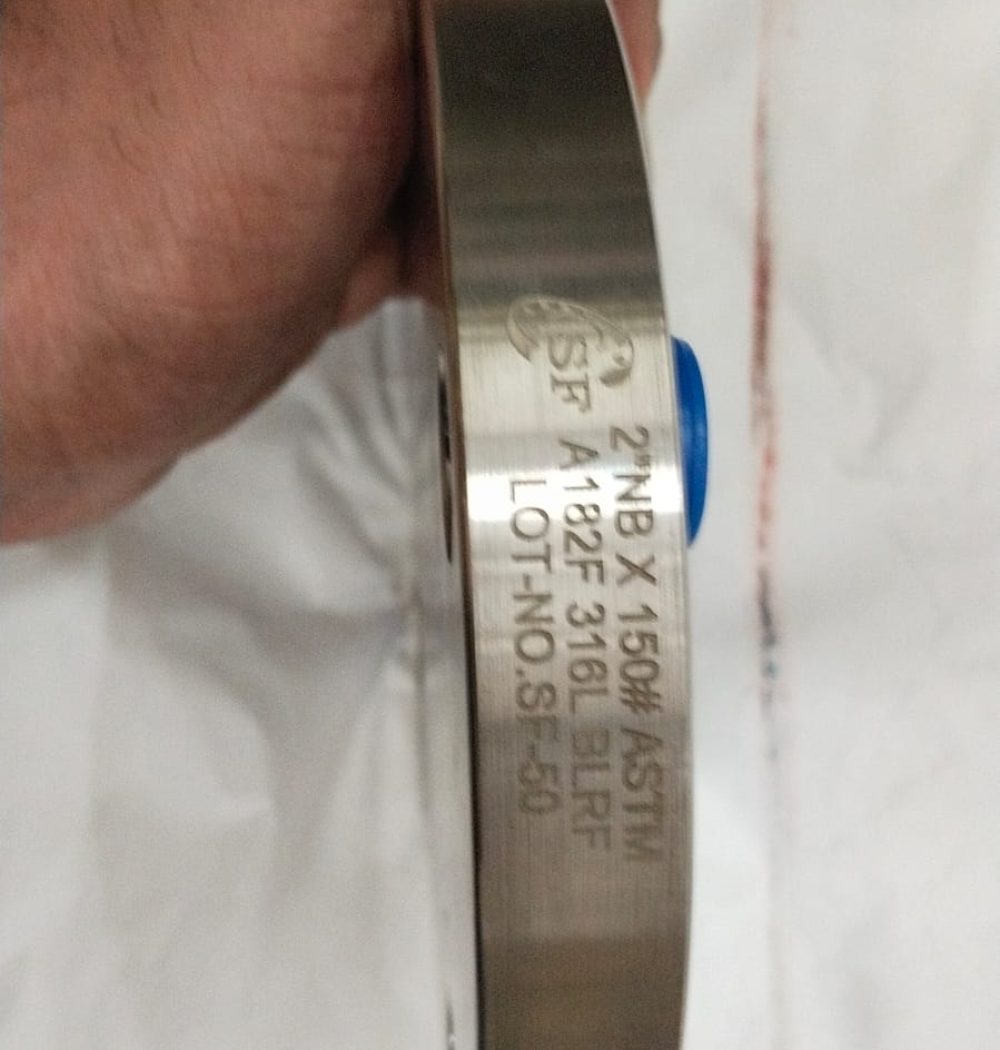 SF
2"NB X 150# ASTM
A182F 316L BLRF
LOT-NO.SF-50